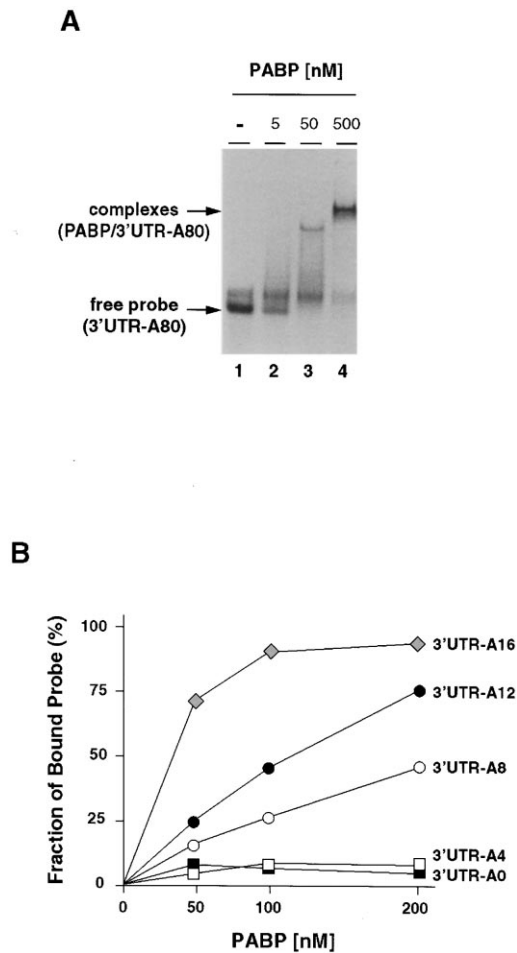 A
PABP [nM]
- 5 50 500
complexes
(PABP/3'UTR-A80)
free probe
(3'UTR-A80)
1 2 3 4
B
Fraction of Bound Probe (%)
100
75
50
25
0
0 50 100 200
PABP [nM]
3'UTR-A16
3'UTR-A12
3'UTR-A8
3'UTR-A4
3'UTR-A0